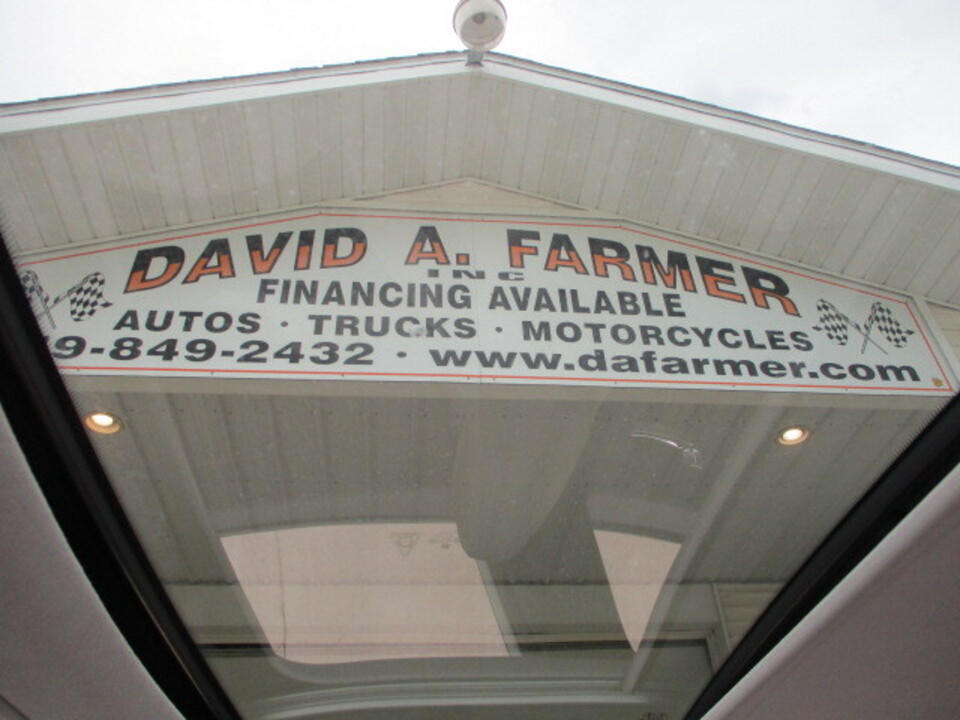 DAVID A. FARMER
INC
FINANCING AVAILABLE
AUTOS · TRUCKS · MOTORCYCLES
9-849-2432 · www.dafarmer.com